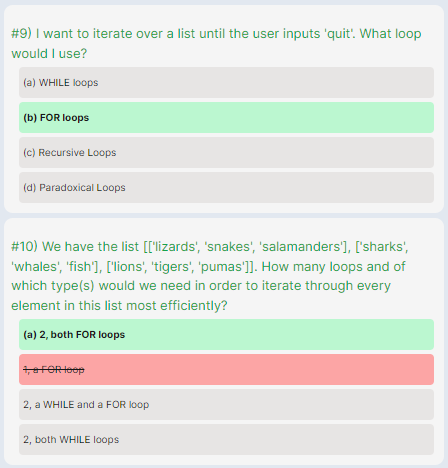 #9) I want to iterate over a list until the user inputs 'quit'. What loop
would I use?
(a) WHILE loops
(b) FOR loops
(c) Recursive Loops
(d) Paradoxical Loops
#10) We have the list [['lizards', 'snakes', 'salamanders'], ['sharks',
'whales', 'fish'], ['lions', 'tigers', 'pumas']]. How many loops and of
which type(s) would we need in order to iterate through every
element in this list most efficiently?
(a) 2, both FOR loops
1, a FOR loop
2, a WHILE and a FOR loop
2, both WHILE loops